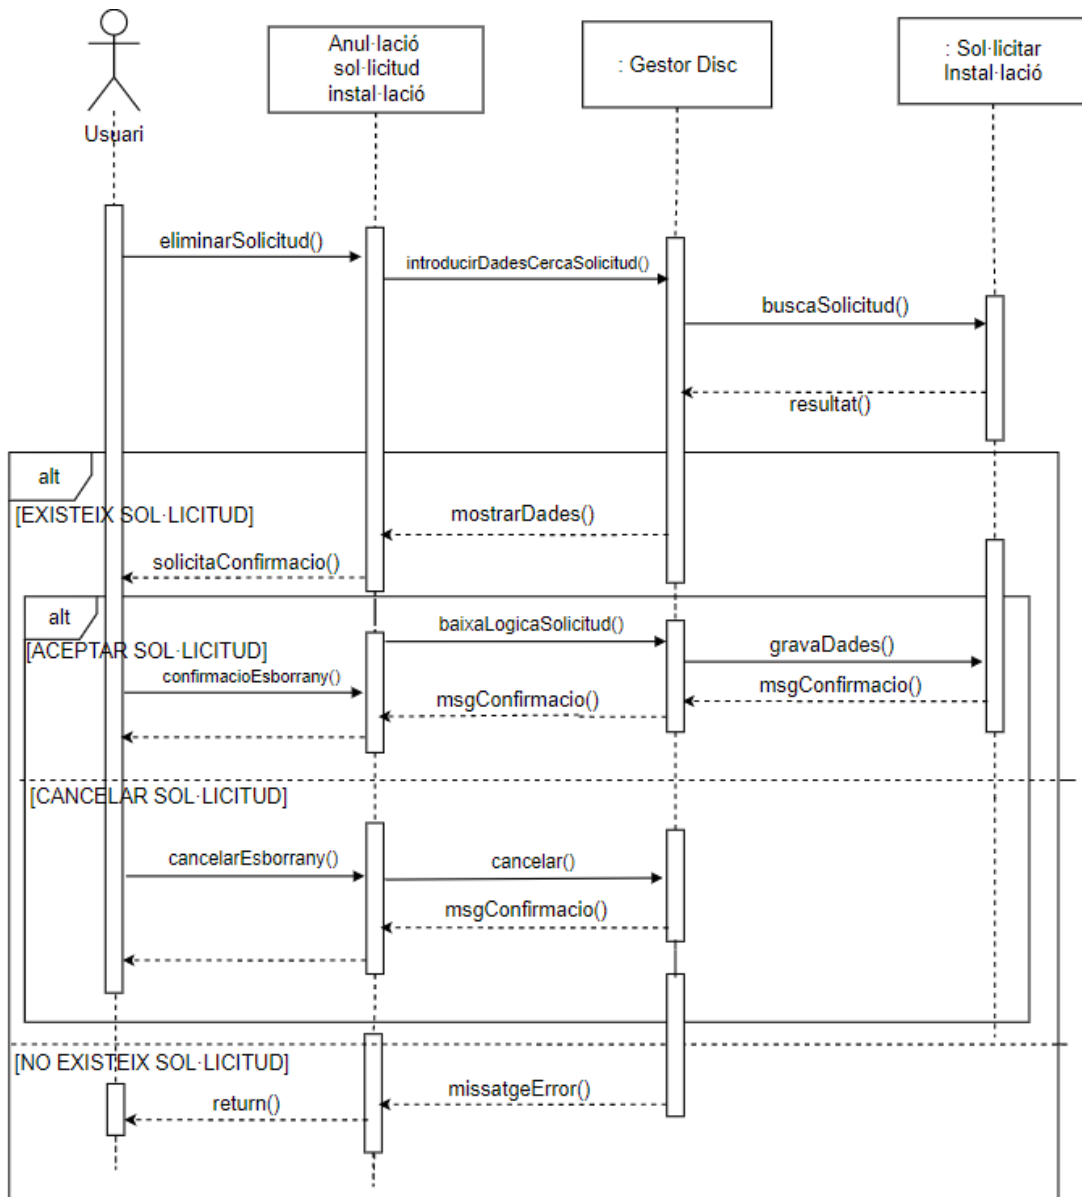 Usuari
Anul·lació
sol·licitud
instal·lació
: Gestor Disc
: Sol·licitar
Instal·lació
eliminarSolicitud()
introducirDadesCercaSolicitud()
buscaSolicitud()
resultat()
alt
[EXISTEIX SOL·LICITUD]
mostrarDades()
solicitaConfirmacio()
alt
[ACEPTAR SOL·LICITUD]
baixaLogicaSolicitud()
gravaDades()
confirmacioEsborrany()
msgConfirmacio()
msgConfirmacio()
[CANCELAR SOL·LICITUD]
cancelarEsborrany()
cancelar()
msgConfirmacio()
[NO EXISTEIX SOL·LICITUD]
missatgeError()
return()